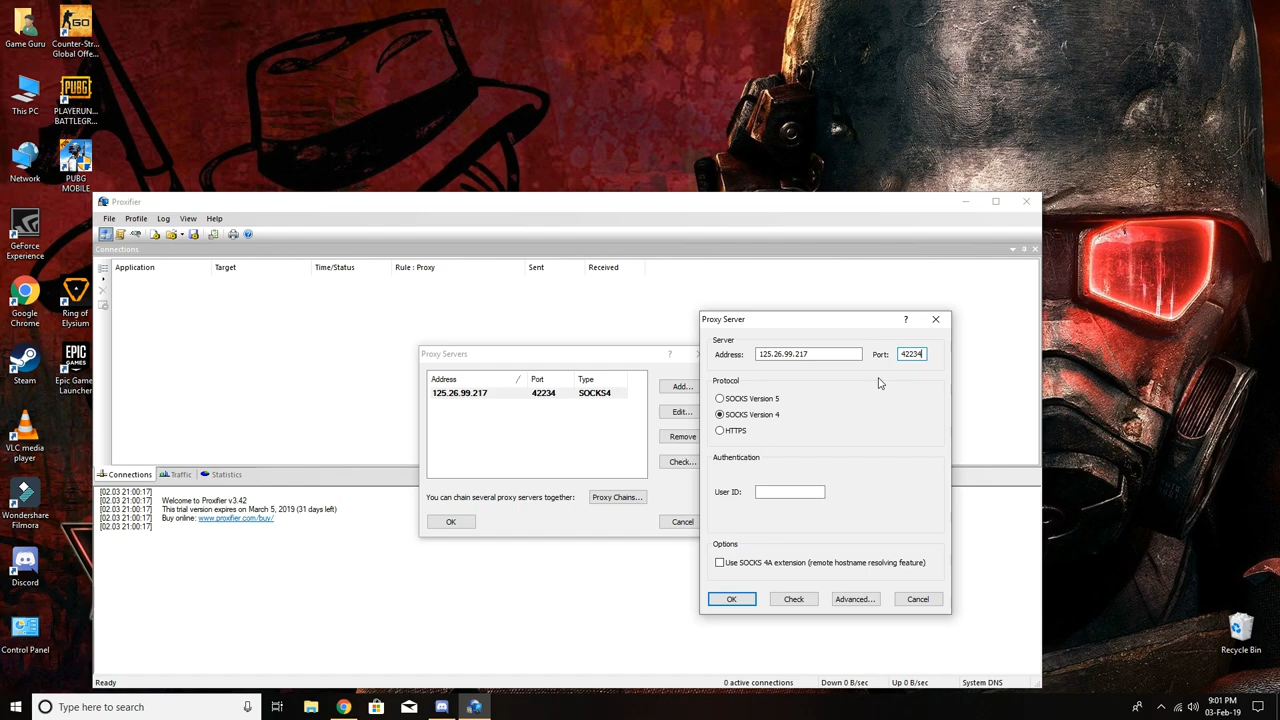 Game Guru
Counter-Str...
Global Offe...
This PC
PLAYERUN...
BATTLEGR...
Network
PUBG
MOBILE
GeForce
Experience
Google
Chrome
Ring of
Elysium
Steam
Epic Games
Launcher
VLC media
player
Wondershare
Filmora
Discord
Control Panel
Recycle Bin
Proxifier
File Profile Log View Help
Connections
Application Target Time/Status Rule : Proxy Sent Received
Proxy Servers
?
Address / Port Type
125.26.99.217 42234 SOCKS4
Add...
Edit...
Remove
Check...
You can chain several proxy servers together: Proxy Chains...
OK Cancel
Proxy Server
?
Server
Address: 125.26.99.217 Port: 42234
Protocol
SOCKS Version 5
SOCKS Version 4
HTTPS
Authentication
User ID:
Options
Use SOCKS 4A extension (remote hostname resolving feature)
OK Check Advanced... Cancel
Connections Traffic Statistics
[02.03 21:00:17]
[02.03 21:00:17] Welcome to Proxifier v3.42
[02.03 21:00:17] This trial version expires on March 5, 2019 (31 days left)
[02.03 21:00:17] Buy online: www.proxifier.com/buy/
[02.03 21:00:17]
Ready 0 active connections Down 0 B/sec Up 0 B/sec System DNS
Type here to search
9:01 PM
03-Feb-19